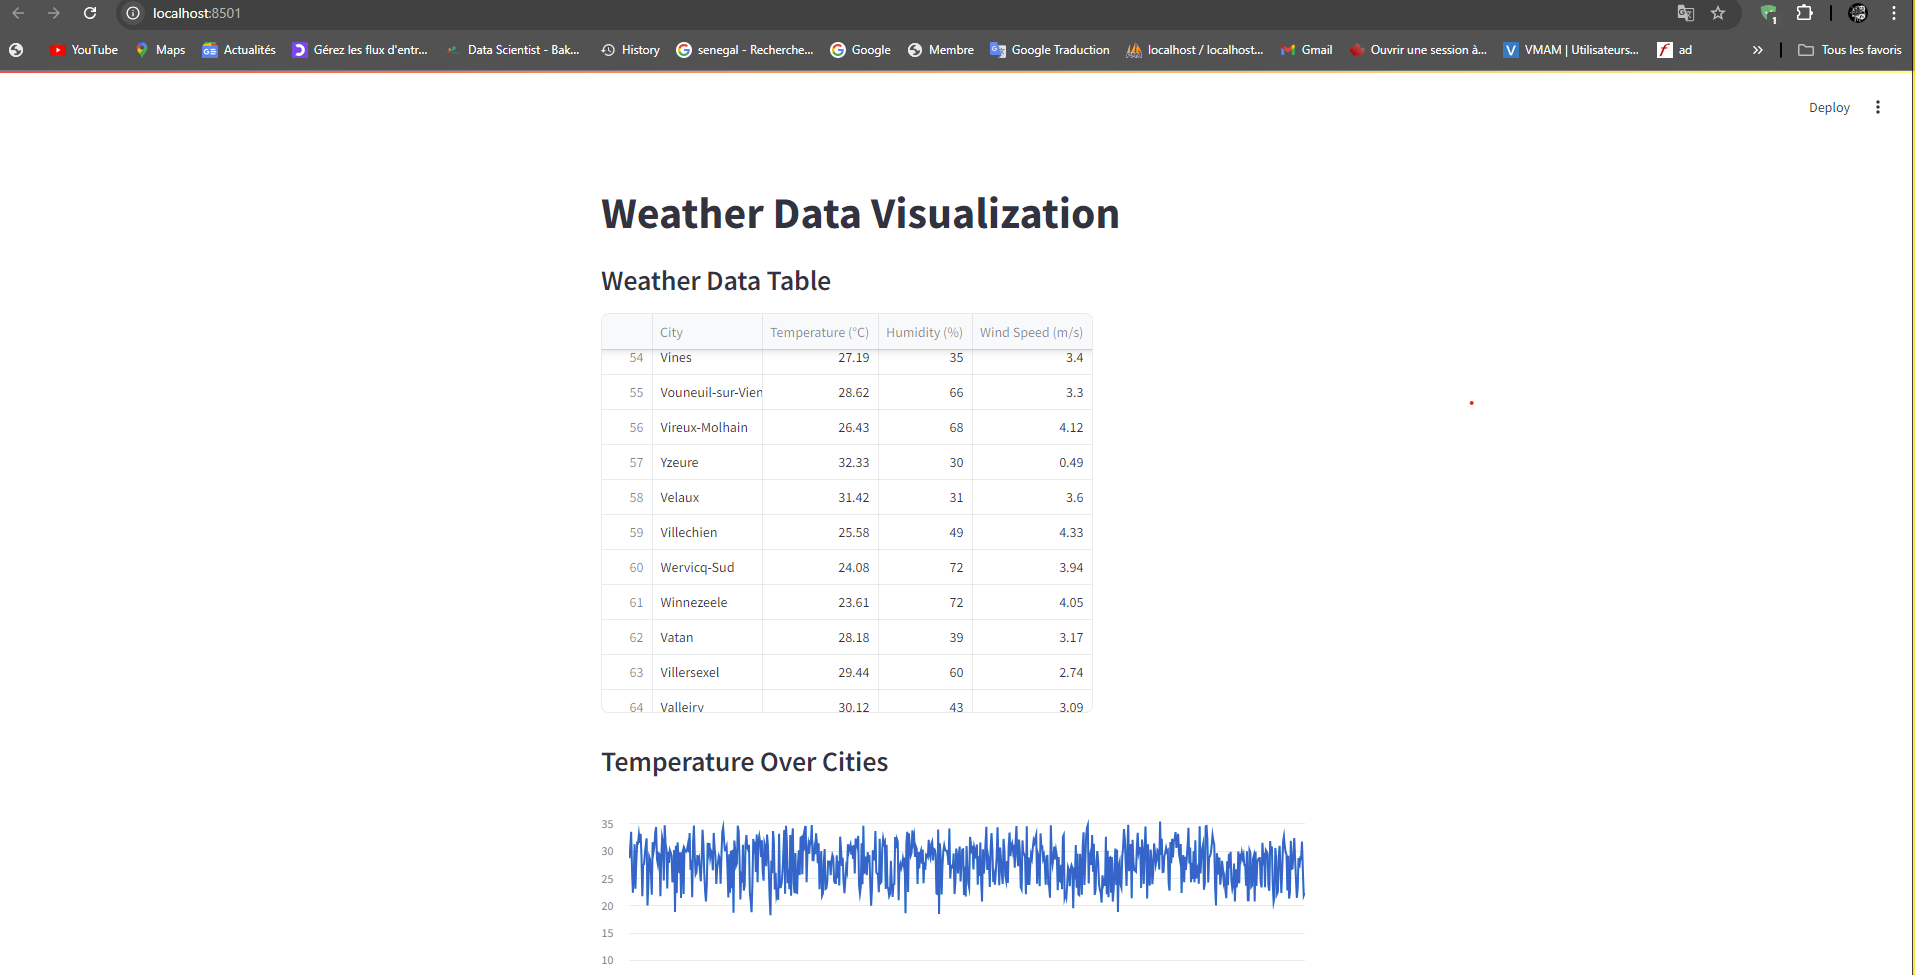 localhost:8501
YouTube Maps Actualités Gérez les flux d'entr... Data Scientist - Bak... History senegal - Recherche... Google Membre Google Traduction localhost / localhost... Gmail Ouvrir une session à... VMAM | Utilisateurs... ad » Tous les favoris
Deploy
Weather Data Visualization
Weather Data Table
City Temperature (°C) Humidity (%) Wind Speed (m/s)
54 Vines 27.19 35 3.4
55 Vouneuil-sur-Vien 28.62 66 3.3
56 Vireux-Molhain 26.43 68 4.12
57 Yzeure 32.33 30 0.49
58 Velaux 31.42 31 3.6
59 Villechien 25.58 49 4.33
60 Wervicq-Sud 24.08 72 3.94
61 Winnezeele 23.61 72 4.05
62 Vatan 28.18 39 3.17
63 Villersexel 29.44 60 2.74
64 Valleiry 30.12 43 3.09
Temperature Over Cities
35
30
25
20
15
10